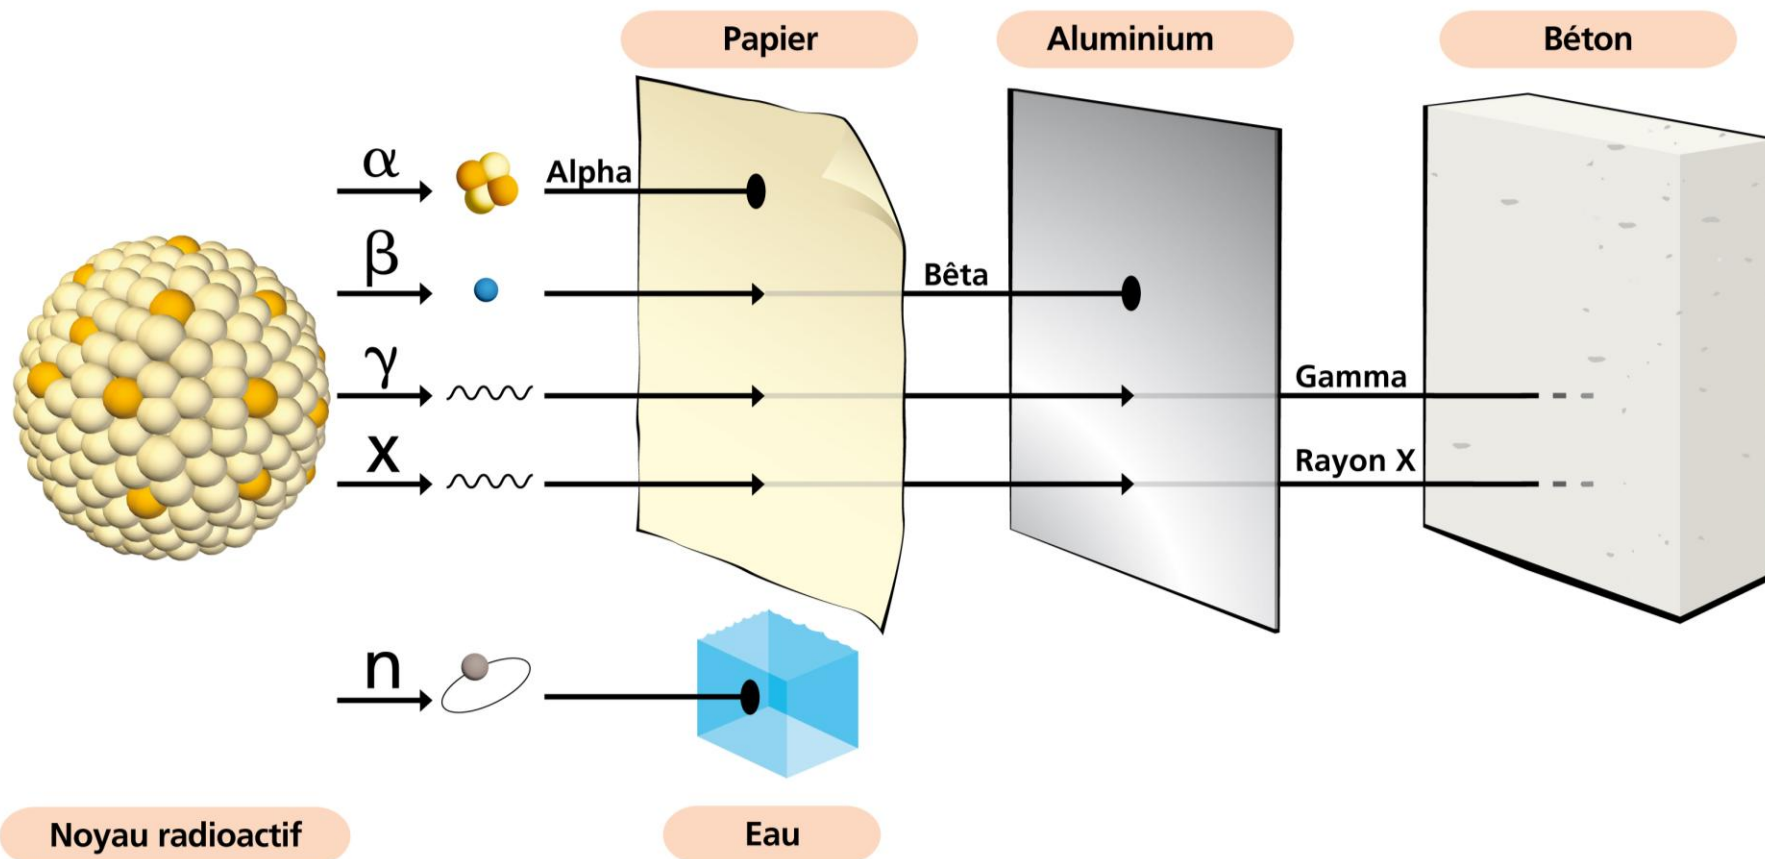 Papier
Aluminium
Béton
α
Alpha
β
Bêta
γ
Gamma
x
Rayon X
n
Noyau radioactif
Eau